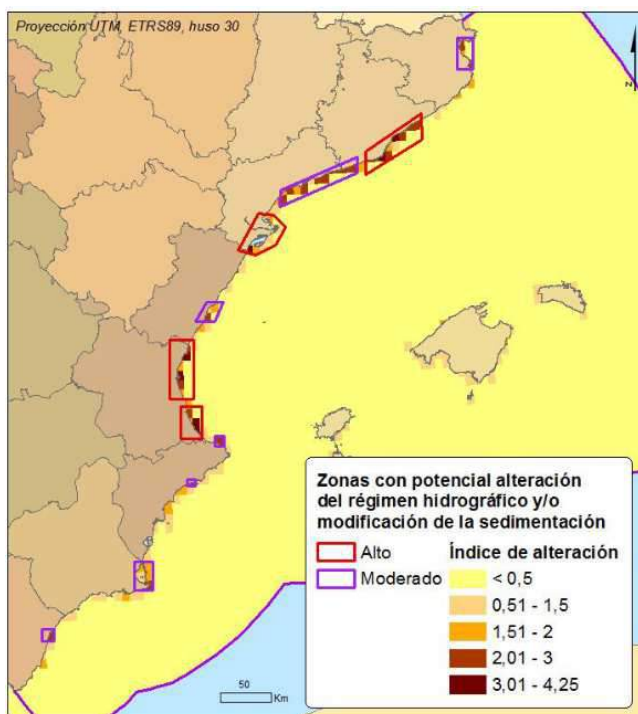 Proyección UTM, ETRS89, huso 30
N
50
Km
Zonas con potencial alteración
del régimen hidrográfico y/o
modificación de la sedimentación
Alto
Moderado
Índice de alteración
< 0,5
0,51 - 1,5
1,51 - 2
2,01 - 3
3,01 - 4,25